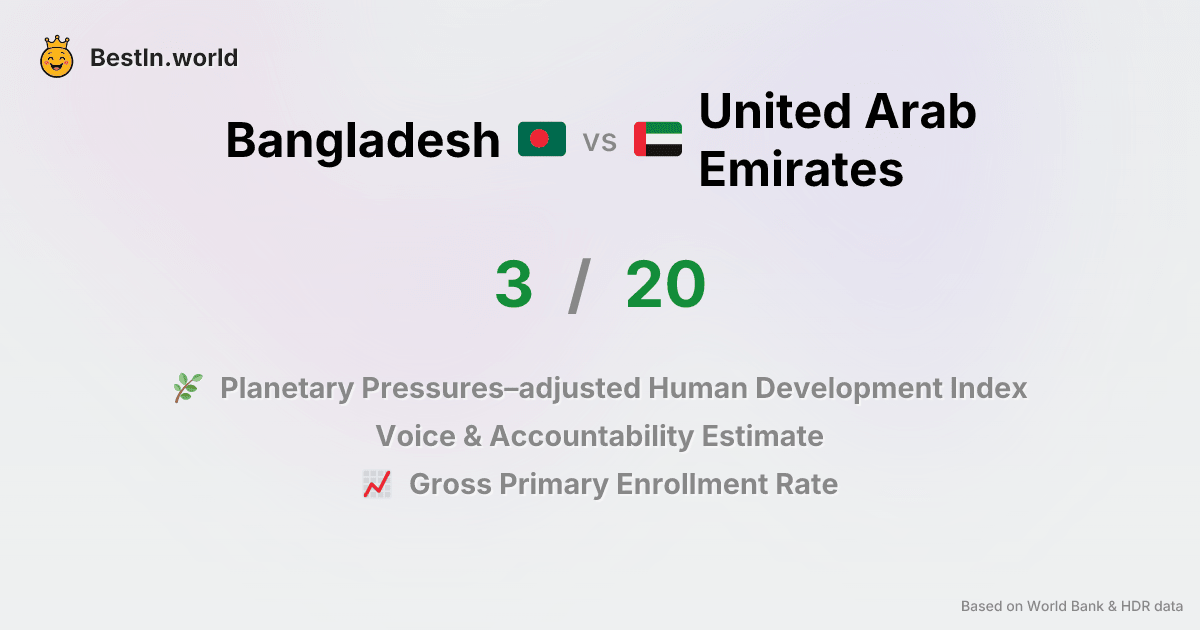 BestIn.world
Bangladesh vs United Arab
Emirates
3 / 20
Planetary Pressures–adjusted Human Development Index
Voice & Accountability Estimate
Gross Primary Enrollment Rate
Based on World Bank & HDR data